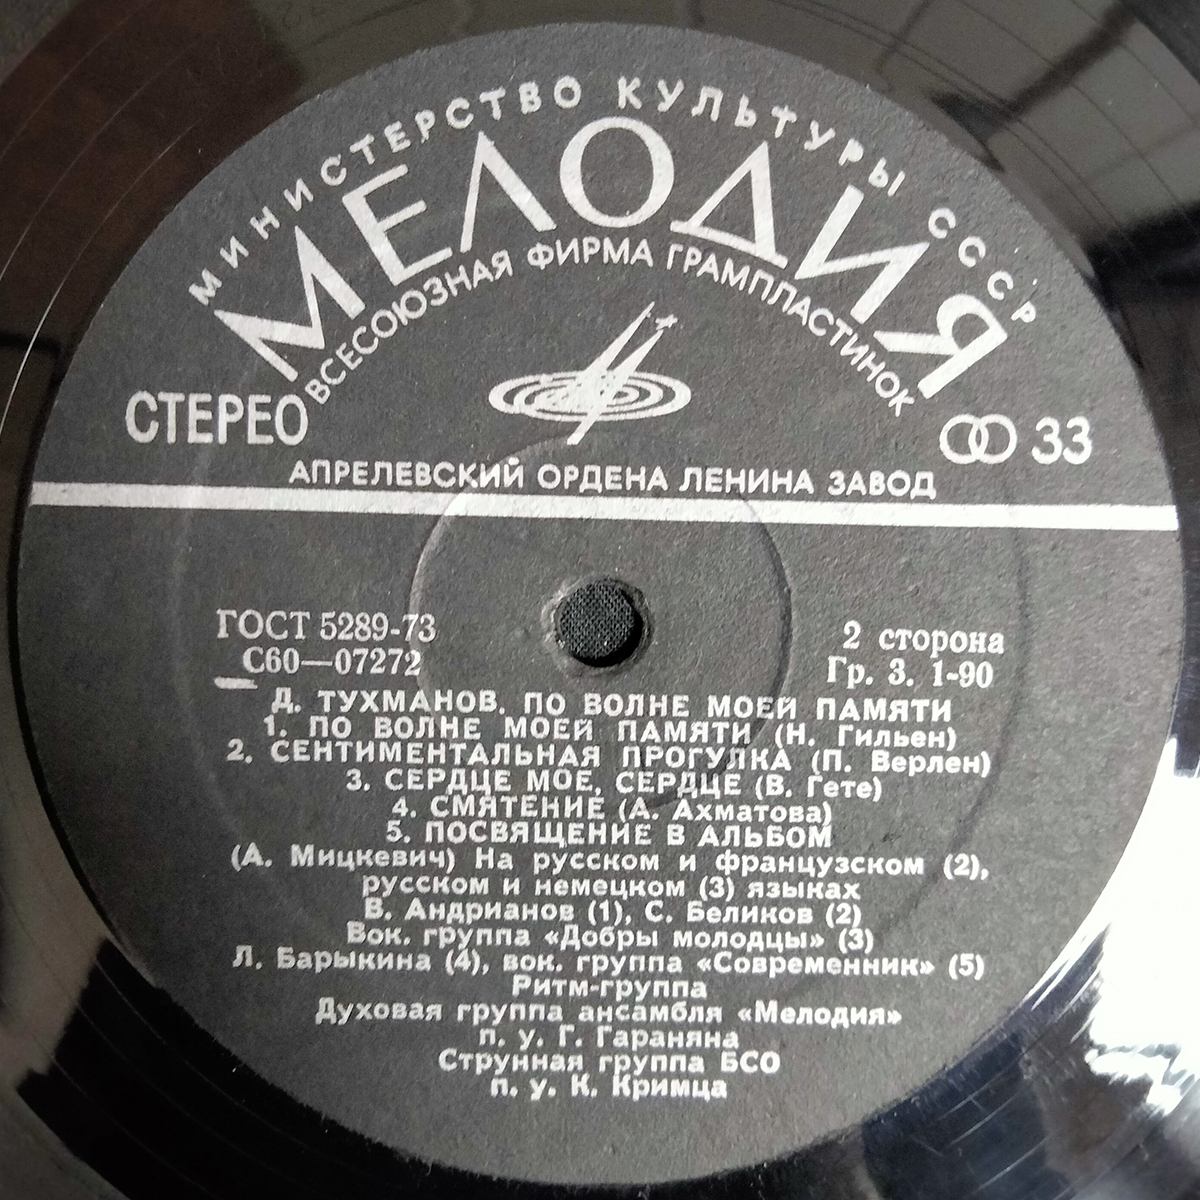 МИНИСТЕРСТВО КУЛЬТУРЫ СССР
МЕЛОДИЯ
ВСЕСОЮЗНАЯ ФИРМА ГРАМПЛАСТИНОК
СТЕРЕО
33
АПРЕЛЕВСКИЙ ОРДЕНА ЛЕНИНА ЗАВОД
ГОСТ 5289-73
2 сторона
С60—07272
Гр. 3. 1-90
Д. ТУХМАНОВ. ПО ВОЛНЕ МОЕЙ ПАМЯТИ
1. ПО ВОЛНЕ МОЕЙ ПАМЯТИ (Н. Гильен)
2. СЕНТИМЕНТАЛЬНАЯ ПРОГУЛКА (П. Верлен)
3. СЕРДЦЕ МОЕ, СЕРДЦЕ (В. Гете)
4. СМЯТЕНИЕ (А. Ахматова)
5. ПОСВЯЩЕНИЕ В АЛЬБОМ
(А. Мицкевич) На русском и французском (2),
русском и немецком (3) языках
В. Андрианов (1), С. Беликов (2)
Вок. группа «Добры молодцы» (3)
Л. Барыкина (4), вок. группа «Современник» (5)
Ритм-группа
Духовая группа ансамбля «Мелодия»
п. у. Г. Гараняна
Струнная группа БСО
п. у. К. Кримца